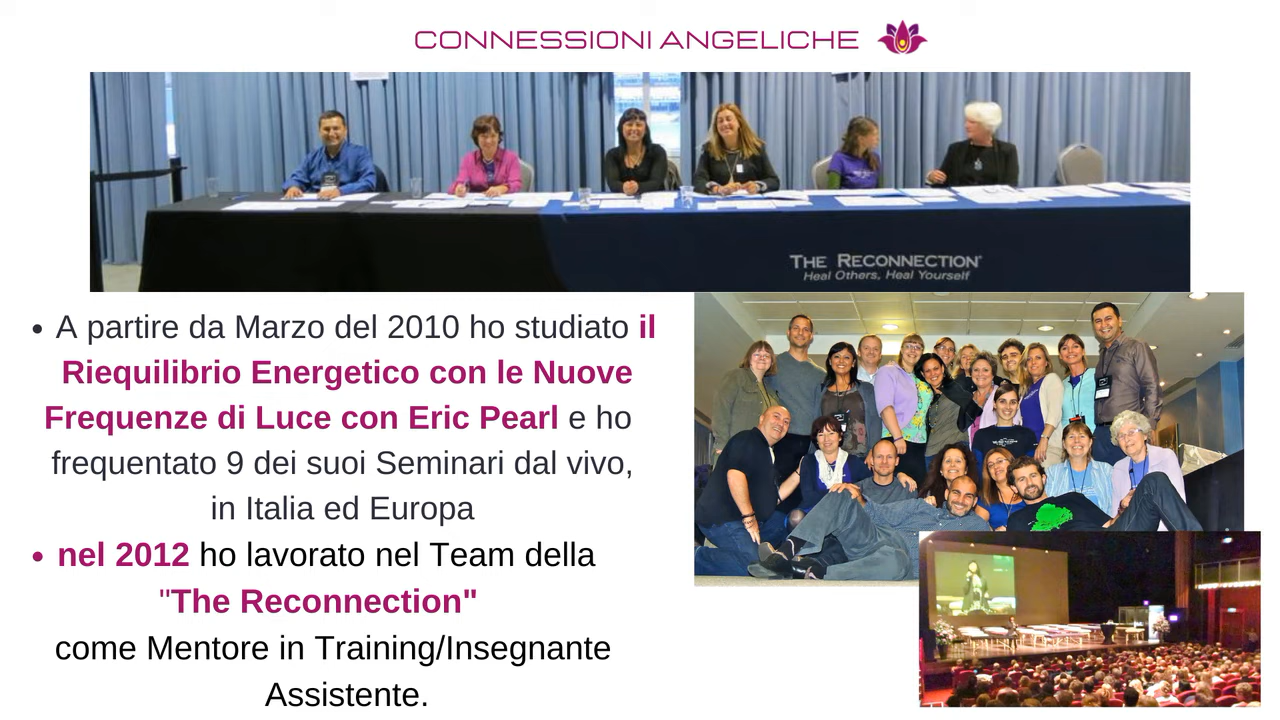 CONNESSIONI ANGELICHE
THE RECONNECTION®
Heal Others, Heal Yourself
• A partire da Marzo del 2010 ho studiato il
Riequilibrio Energetico con le Nuove
Frequenze di Luce con Eric Pearl e ho
frequentato 9 dei suoi Seminari dal vivo,
in Italia ed Europa
• nel 2012 ho lavorato nel Team della
"The Reconnection"
come Mentore in Training/Insegnante
Assistente.